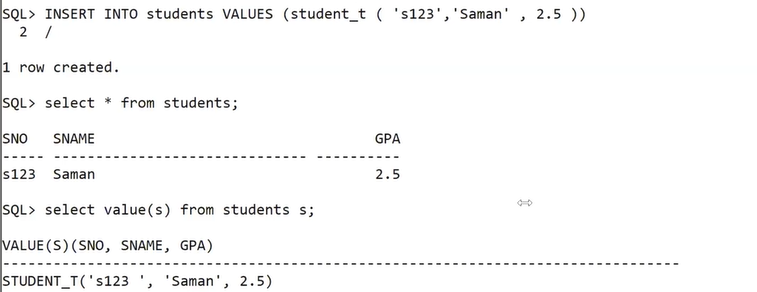 SQL> INSERT INTO students VALUES (student_t ( 's123','Saman' , 2.5 ))
  2  /
1 row created.
SQL> select * from students;
SNO   SNAME                                 GPA
----- ------------------------------ ----------
s123  Saman                                 2.5
SQL> select value(s) from students s;
VALUE(S)(SNO, SNAME, GPA)
--------------------------------------------------------------------------------
STUDENT_T('s123 ', 'Saman', 2.5)